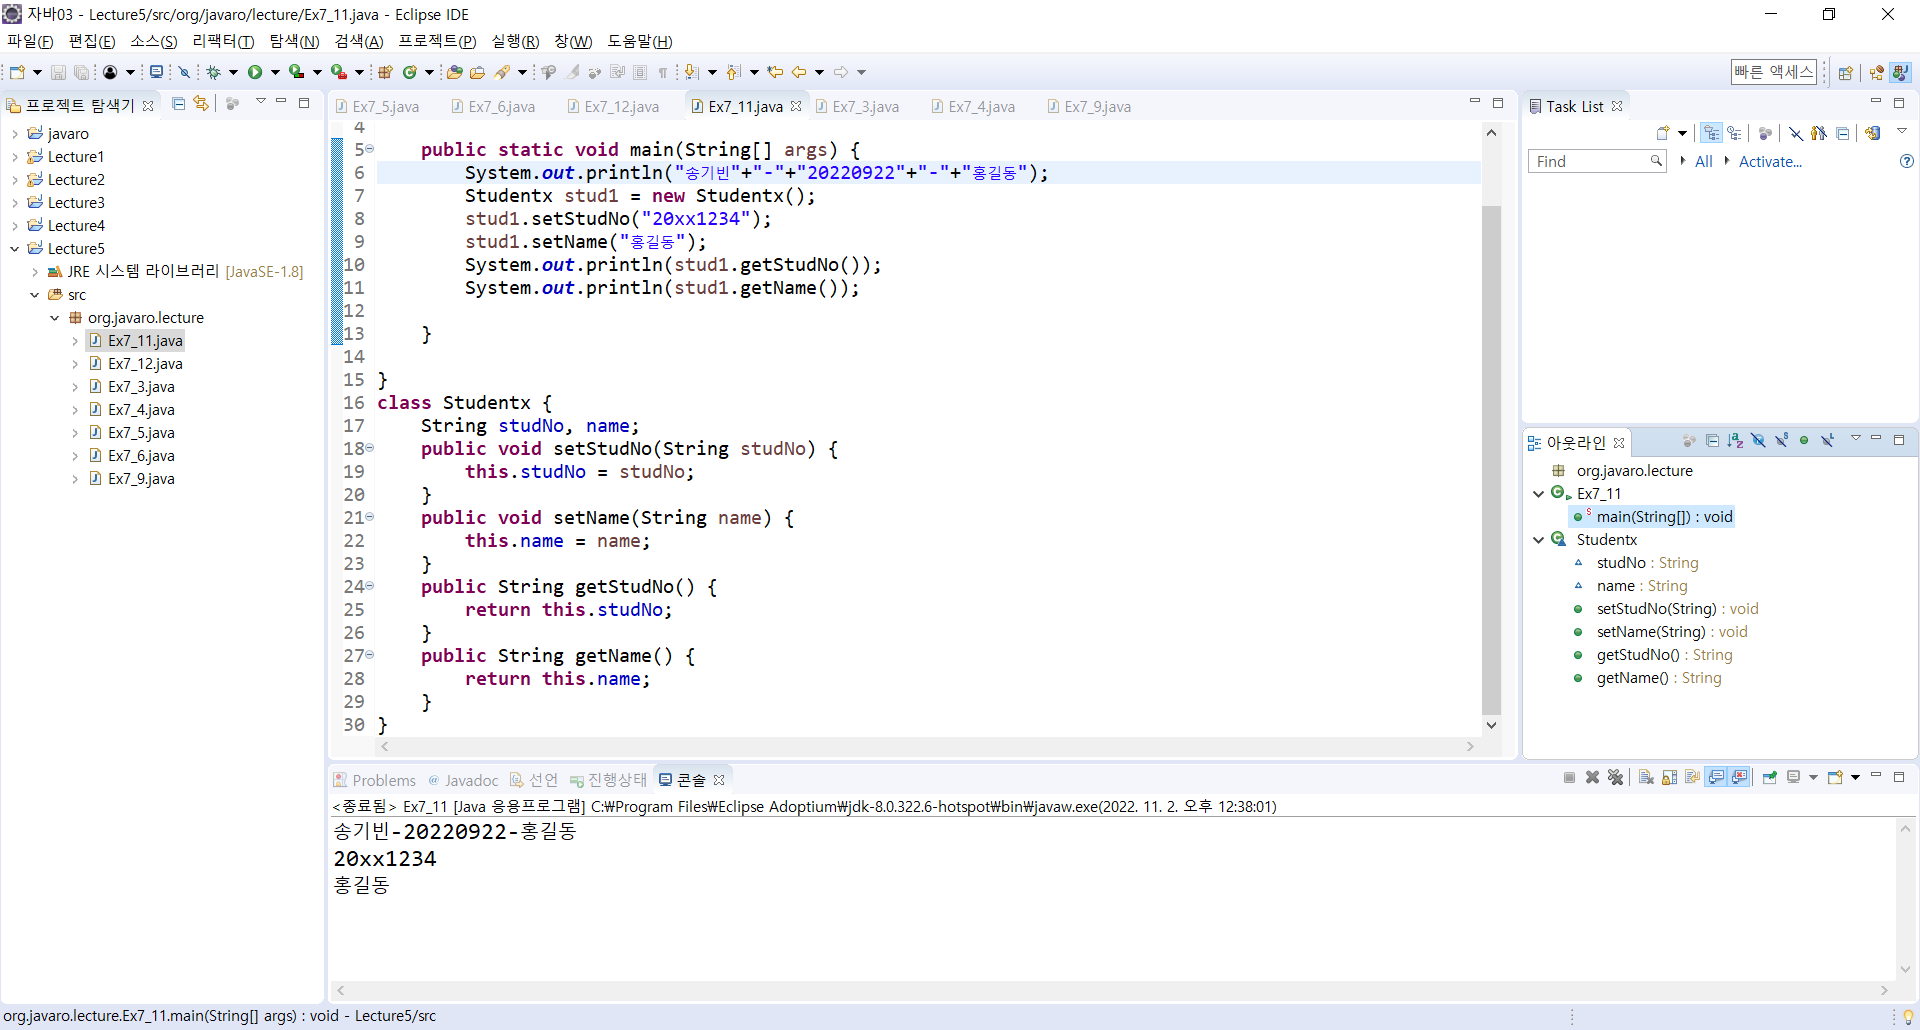 자바03 - Lecture5/src/org/javaro/lecture/Ex7_11.java - Eclipse IDE
파일(F) 편집(E) 소스(S) 리팩터(T) 탐색(N) 검색(A) 프로젝트(P) 실행(R) 창(W) 도움말(H)
빠른 액세스
프로젝트 탐색기
javaro
Lecture1
Lecture2
Lecture3
Lecture4
Lecture5
JRE 시스템 라이브러리 [JavaSE-1.8]
src
org.javaro.lecture
Ex7_11.java
Ex7_12.java
Ex7_3.java
Ex7_4.java
Ex7_5.java
Ex7_6.java
Ex7_9.java
Ex7_5.java Ex7_6.java Ex7_12.java Ex7_11.java Ex7_3.java Ex7_4.java Ex7_9.java
4
5 public static void main(String[] args) {
6 System.out.println("송기빈"+"-"+"20220922"+"-"+"홍길동");
7 Studentx stud1 = new Studentx();
8 stud1.setStudNo("20xx1234");
9 stud1.setName("홍길동");
10 System.out.println(stud1.getStudNo());
11 System.out.println(stud1.getName());
12
13 }
14
15 }
16 class Studentx {
17 String studNo, name;
18 public void setStudNo(String studNo) {
19 this.studNo = studNo;
20 }
21 public void setName(String name) {
22 this.name = name;
23 }
24 public String getStudNo() {
25 return this.studNo;
26 }
27 public String getName() {
28 return this.name;
29 }
30 }
Task List
Find All Activate...
아웃라인
org.javaro.lecture
Ex7_11
main(String[]) : void
Studentx
studNo : String
name : String
setStudNo(String) : void
setName(String) : void
getStudNo() : String
getName() : String
Problems @ Javadoc 선언 진행상태 콘솔
<종료됨> Ex7_11 [Java 응용프로그램] C:₩Program Files₩Eclipse Adoptium₩jdk-8.0.322.6-hotspot₩bin₩javaw.exe(2022. 11. 2. 오후 12:38:01)
송기빈-20220922-홍길동
20xx1234
홍길동
org.javaro.lecture.Ex7_11.main(String[] args) : void - Lecture5/src